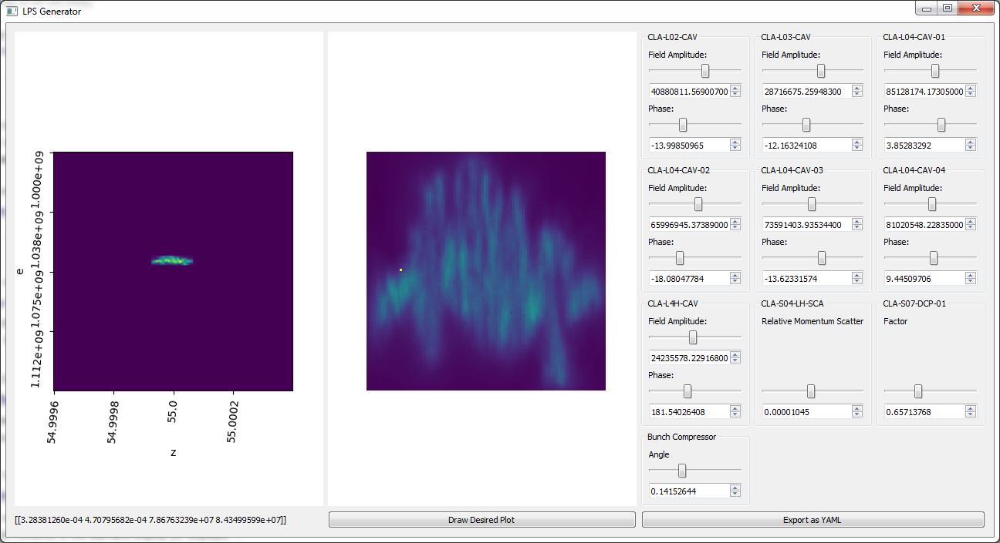 LPS Generator
e
1.000e+09
1.038e+09
1.075e+09
1.112e+09
54.9996
54.9998
55.0
55.0002
z
[[3.28381260e-04 4.70795682e-04 7.86763239e+07 8.43499599e+07]]
Draw Desired Plot
CLA-L02-CAV
Field Amplitude:
40880811.56900700
Phase:
-13.99850965
CLA-L03-CAV
Field Amplitude:
28716675.25948300
Phase:
-12.16324108
CLA-L04-CAV-01
Field Amplitude:
85128174.17305000
Phase:
3.85283292
CLA-L04-CAV-02
Field Amplitude:
65996945.37389000
Phase:
-18.08047784
CLA-L04-CAV-03
Field Amplitude:
73591403.93534400
Phase:
-13.62331574
CLA-L04-CAV-04
Field Amplitude:
81020548.22835000
Phase:
9.44509706
CLA-L4H-CAV
Field Amplitude:
24235578.22916800
Phase:
181.54026408
CLA-S04-LH-SCA
Relative Momentum Scatter
0.00001045
CLA-S07-DCP-01
Factor
0.65713768
Bunch Compressor
Angle
0.14152644
Export as YAML